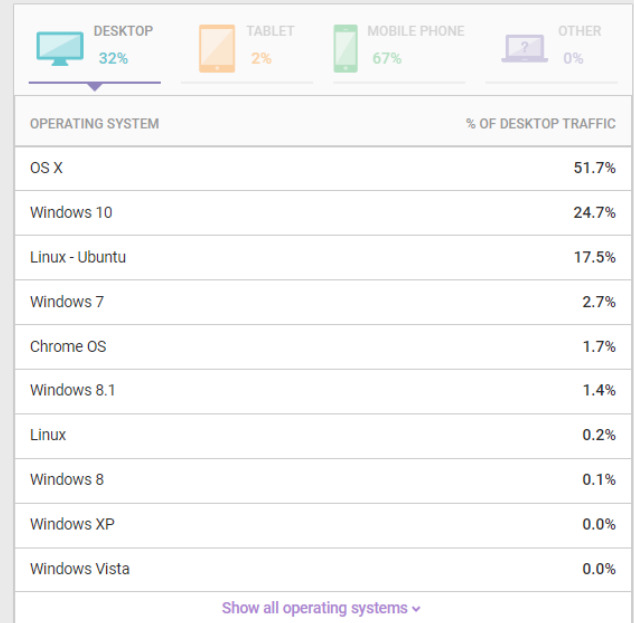 DESKTOP
32%
TABLET
2%
MOBILE PHONE
67%
?
OTHER
0%
OPERATING SYSTEM % OF DESKTOP TRAFFIC
OS X 51.7%
Windows 10 24.7%
Linux - Ubuntu 17.5%
Windows 7 2.7%
Chrome OS 1.7%
Windows 8.1 1.4%
Linux 0.2%
Windows 8 0.1%
Windows XP 0.0%
Windows Vista 0.0%
Show all operating systems